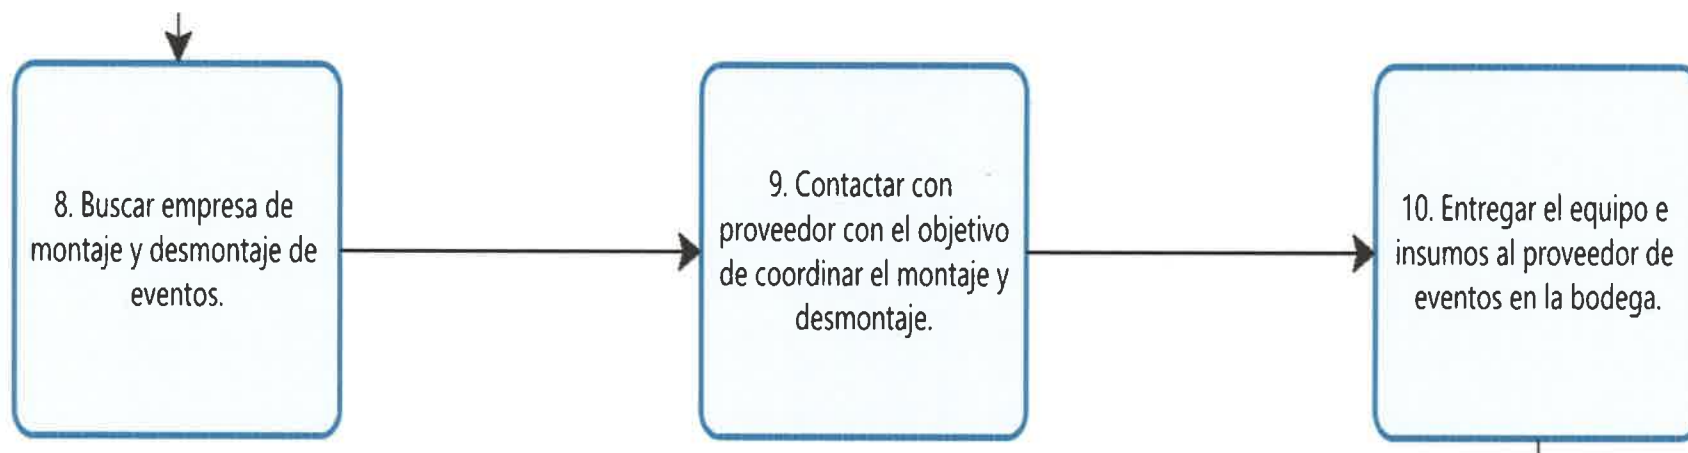 8. Buscar empresa de
montaje y desmontaje de
eventos.
9. Contactar con
proveedor con el objetivo
de coordinar el montaje y
desmontaje.
10. Entregar el equipo e
insumos al proveedor de
eventos en la bodega.